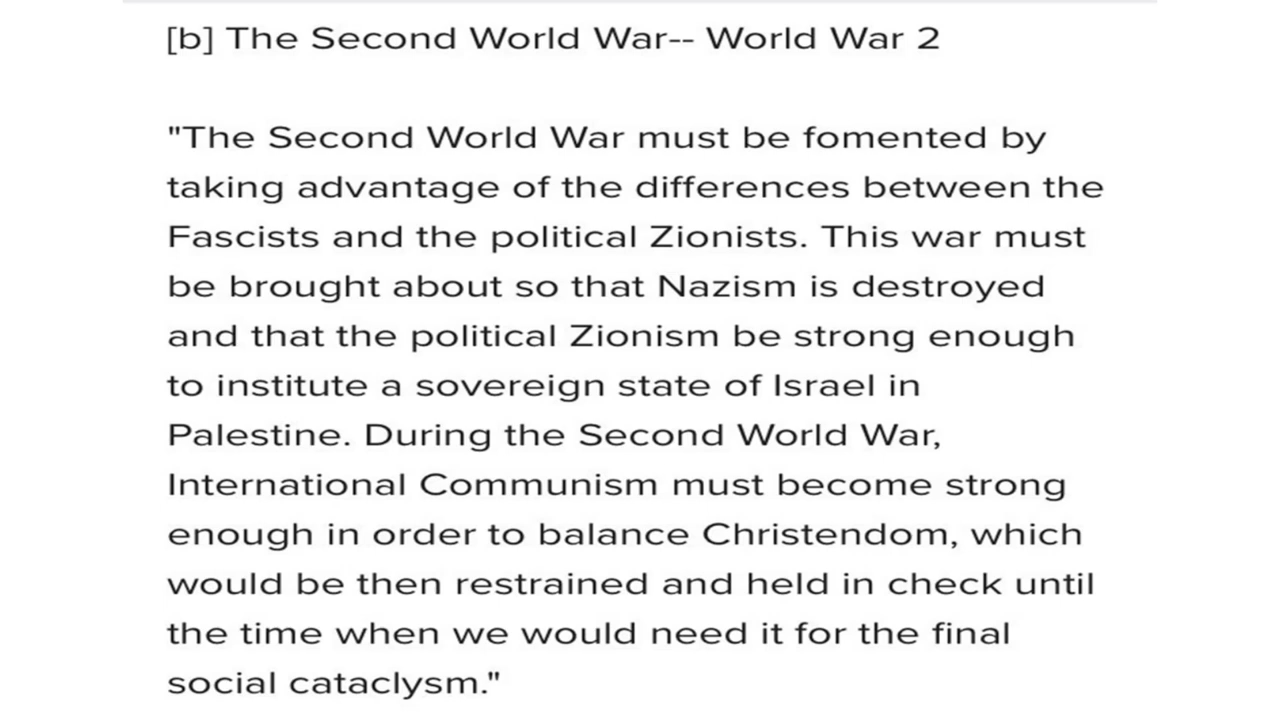 [b] The Second World War-- World War 2
"The Second World War must be fomented by
taking advantage of the differences between the
Fascists and the political Zionists. This war must
be brought about so that Nazism is destroyed
and that the political Zionism be strong enough
to institute a sovereign state of Israel in
Palestine. During the Second World War,
International Communism must become strong
enough in order to balance Christendom, which
would be then restrained and held in check until
the time when we would need it for the final
social cataclysm."